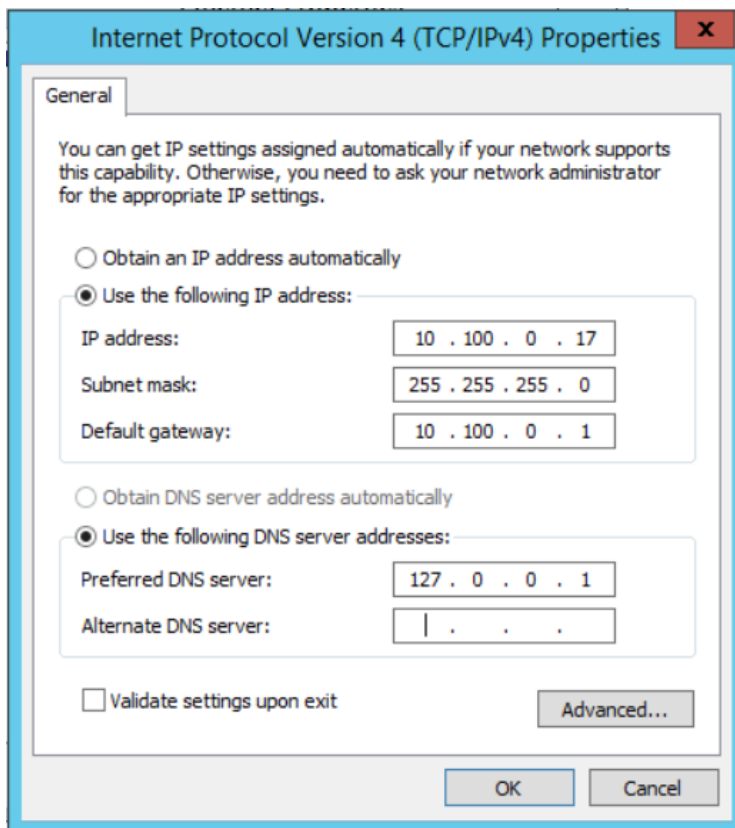 Internet Protocol Version 4 (TCP/IPv4) Properties
X
General
You can get IP settings assigned automatically if your network supports
this capability. Otherwise, you need to ask your network administrator
for the appropriate IP settings.
Obtain an IP address automatically
Use the following IP address:
IP address: 10 . 100 . 0 . 17
Subnet mask: 255 . 255 . 255 . 0
Default gateway: 10 . 100 . 0 . 1
Obtain DNS server address automatically
Use the following DNS server addresses:
Preferred DNS server: 127 . 0 . 0 . 1
Alternate DNS server: . . .
Validate settings upon exit
Advanced...
OK Cancel